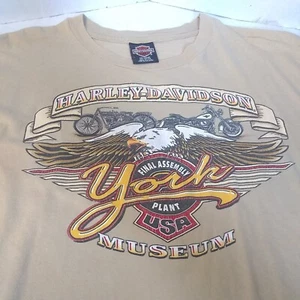 HARLEY-DAVIDSON
FINAL ASSEMBLY
York
PLANT
USA
MUSEUM